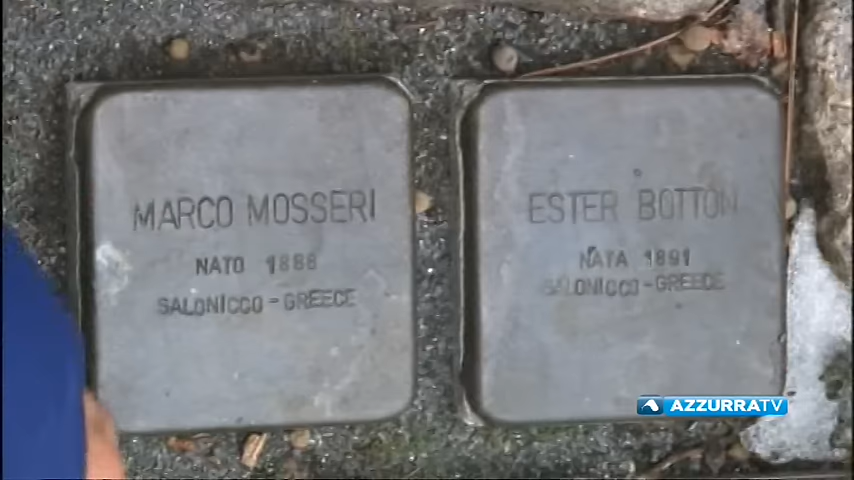 MARCO MOSSERI
NATO 1888
SALONICCO - GREECE
ESTER BOTTON
NATA 1891
SALONICCO - GREECE
AZZURRATV